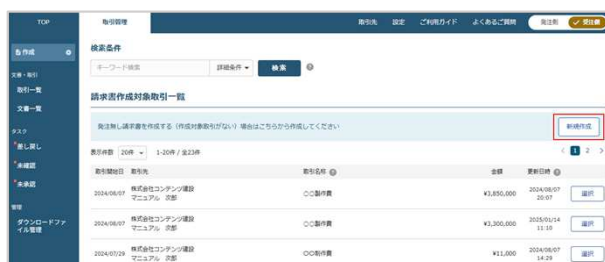 TOP
取引管理
取引先 設定 ご利用ガイド よくあるご質問 発注側 受注側
作成
検索条件
キーワード検索 詳細条件 検索
文書・取引
取引一覧
文書一覧
タスク
差し戻し
未確認
未承認
管理
ダウンロードファ
イル管理
請求書作成対象取引一覧
発注無し請求書を作成する(作成対象取引がない)場合はこちらから作成してください 新規作成
表示件数 20件 1-20件 / 全23件 1 2
取引開始日 取引先 取引名称 金額 更新日時
2024/08/07 株式会社コンテンツ建設 マニュアル 次郎 〇〇製作費 ¥3,850,000 2024/08/07 20:07 選択
2024/08/07 株式会社コンテンツ建設 マニュアル 次郎 〇〇製作費 ¥3,300,000 2025/01/14 11:10 選択
2024/07/29 株式会社コンテンツ建設 マニュアル 次郎 〇〇制作費 ¥11,000 2024/08/07 14:29 選択